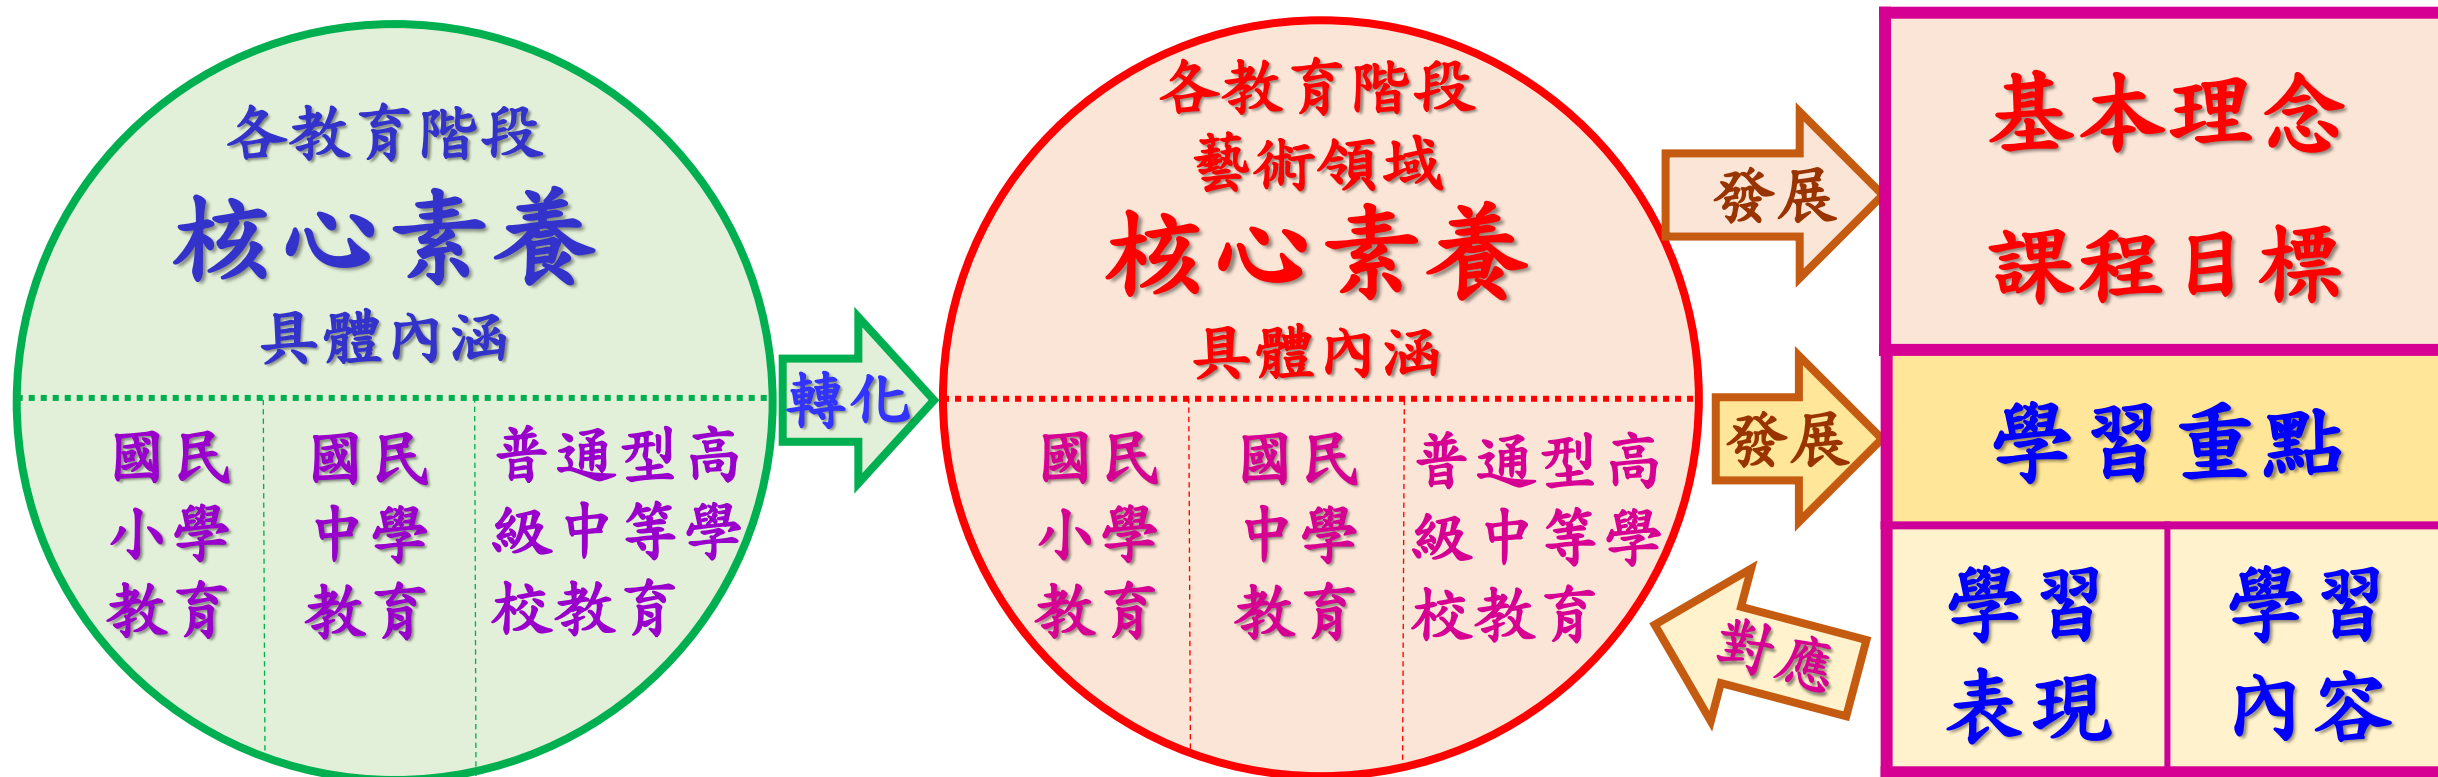 各教育階段
核心素養
具體內涵
國民
小學
教育
國民
中學
教育
普通型高
級中等學
校教育
轉化
各教育階段
藝術領域
核心素養
具體內涵
國民
小學
教育
國民
中學
教育
普通型高
級中等學
校教育
發展
基本理念
課程目標
發展
學習重點
對應
學習
表現
學習
內容